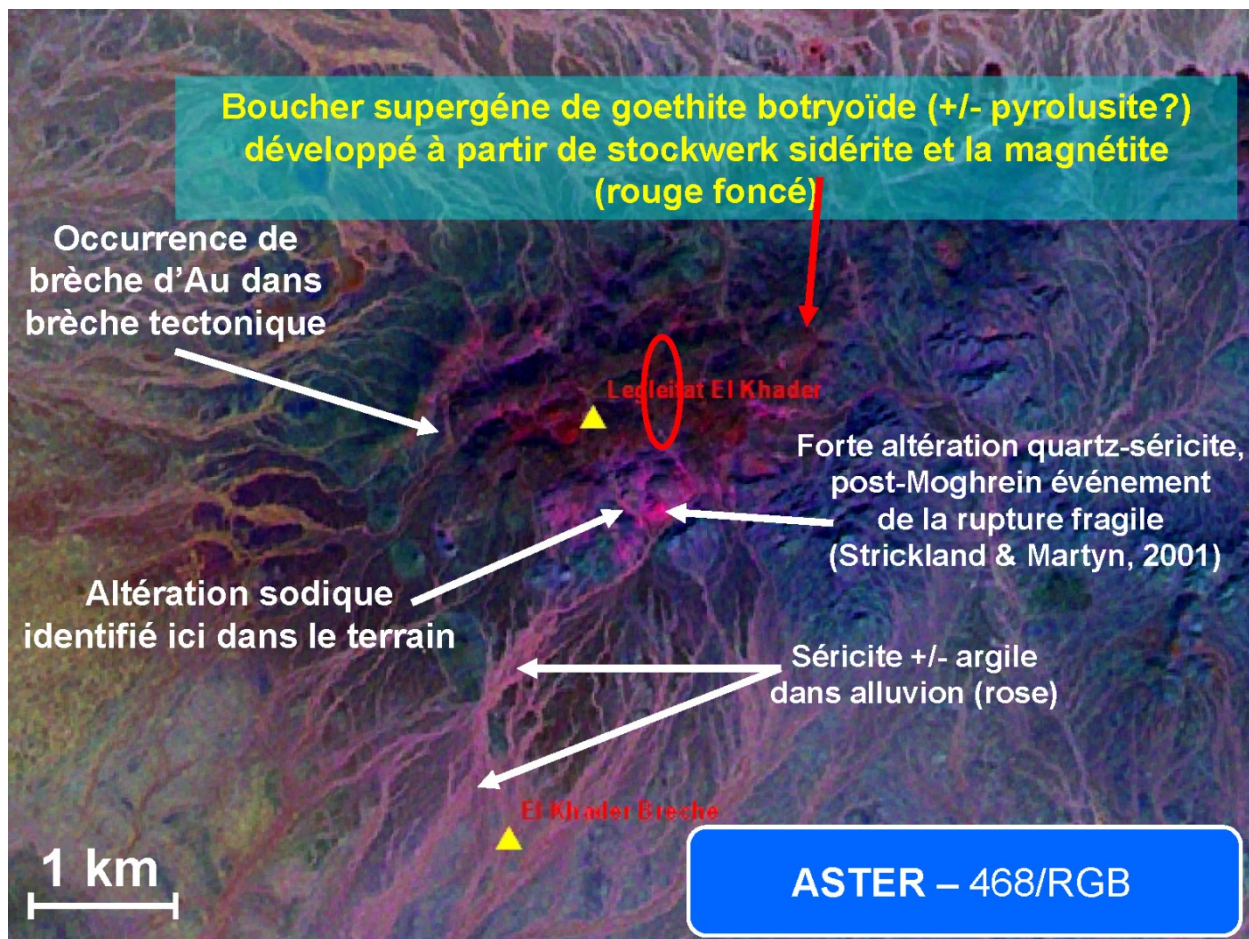 Boucher supergéne de goethite botryoïde (+/- pyrolusite?)
développé à partir de stockwerk sidérite et la magnétite
(rouge foncé)
Occurrence de
brèche d'Au dans
brèche tectonique
Legleitat El Khader
Forte altération quartz-séricite,
post-Moghrein événement
de la rupture fragile
(Strickland & Martyn, 2001)
Altération sodique
identifié ici dans le terrain
Séricite +/- argile
dans alluvion (rose)
El Khader Breche
1 km
ASTER – 468/RGB